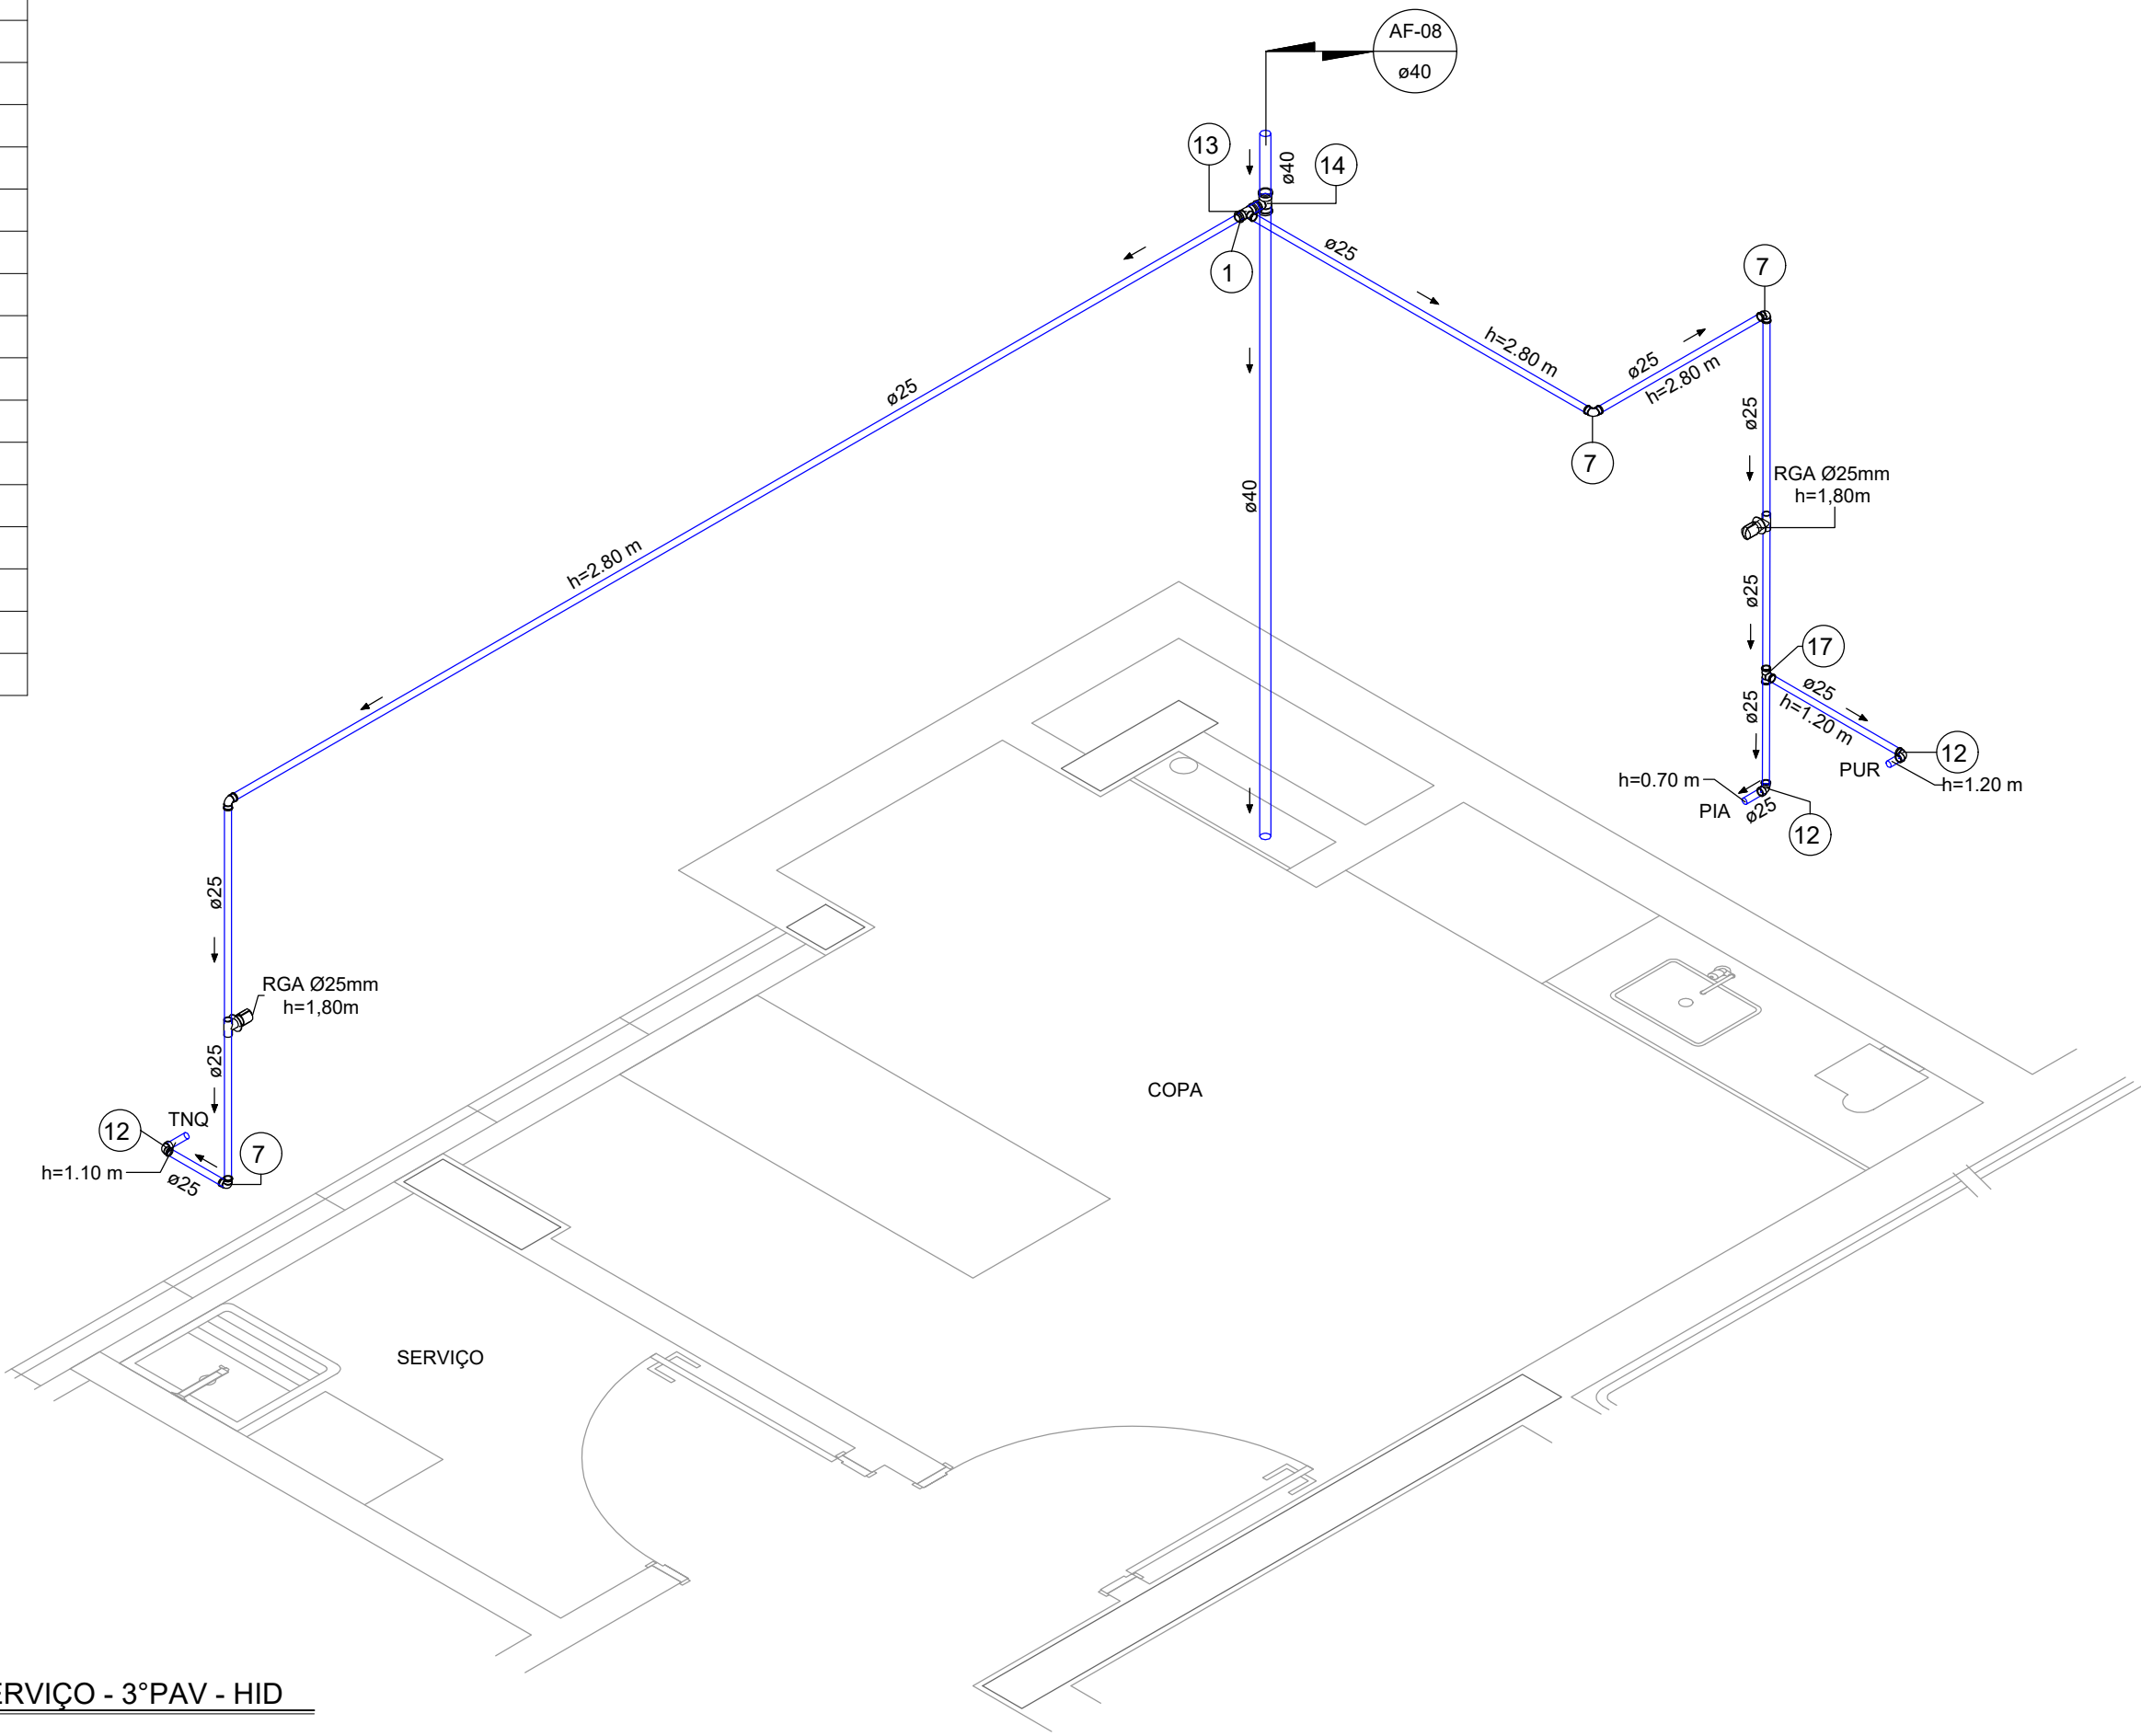 AF-08
ø40
13
ø40
14
1
ø25
7
ø25
h=2.80 m
ø25
h=2.80 m
7
ø25
ø40
RGA Ø25mm
h=1,80m
h=2.80 m
ø25
17
ø25
ø25
h=1.20 m
12
PUR
h=1.20 m
h=0.70 m
PIA
ø25
12
ø25
RGA Ø25mm
h=1,80m
ø25
COPA
12
TNQ
7
h=1.10 m
ø25
SERVIÇO
ERVIÇO - 3°PAV - HID